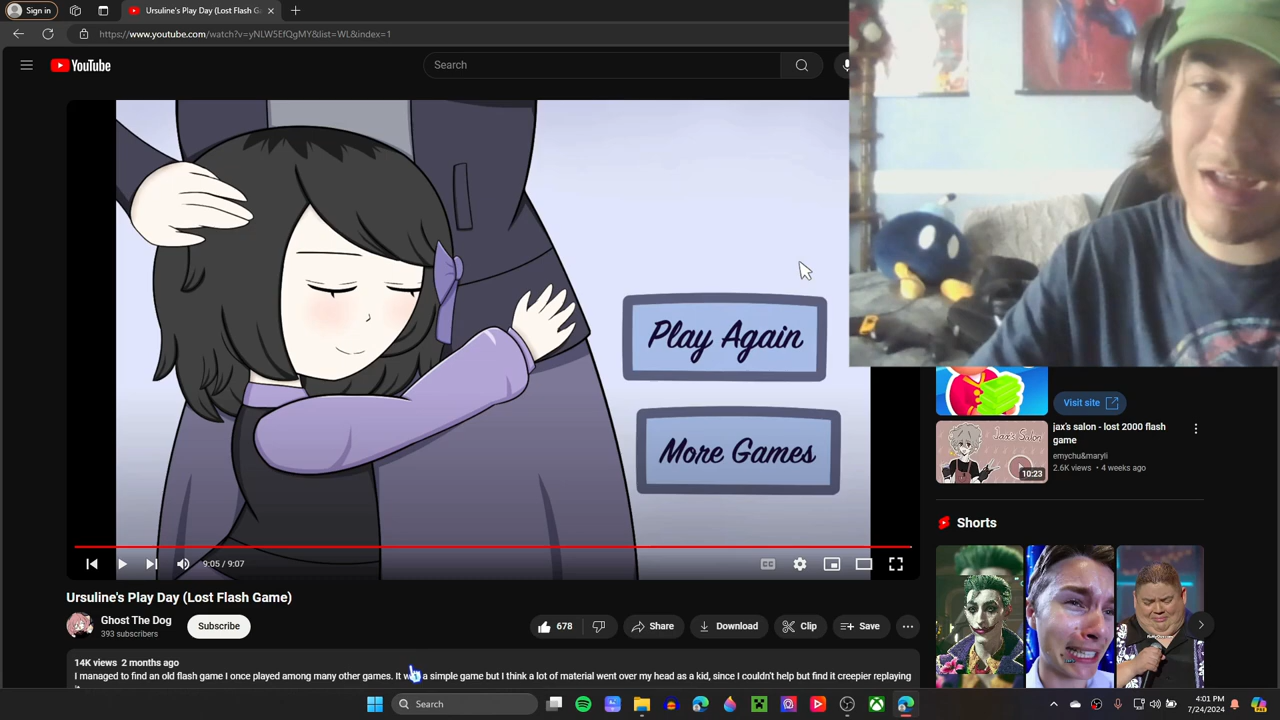 Sign in
Ursuline's Play Day (Lost Flash Ga
https://www.youtube.com/watch?v=yNLW5EfQgMY&list=WL&index=1
YouTube
Search
Play Again
More Games
Visit site
jax's salon - lost 2000 flash
game
emychu&maryli
2.6K views • 4 weeks ago
Jax's Salon
10:23
Shorts
CC
9:05 / 9:07
Ursuline's Play Day (Lost Flash Game)
Ghost The Dog
393 subscribers
Subscribe
678
Share
Download
Clip
Save
14K views 2 months ago
I managed to find an old flash game I once played among many other games. It was a simple game but I think a lot of material went over my head as a kid, since I couldn't help but find it creepier replaying
Search
4:01 PM
7/24/2024